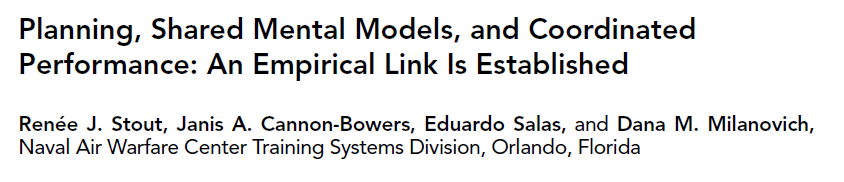 Planning, Shared Mental Models, and Coordinated
Performance: An Empirical Link Is Established
Renée J. Stout, Janis A. Cannon-Bowers, Eduardo Salas, and Dana M. Milanovich,
Naval Air Warfare Center Training Systems Division, Orlando, Florida